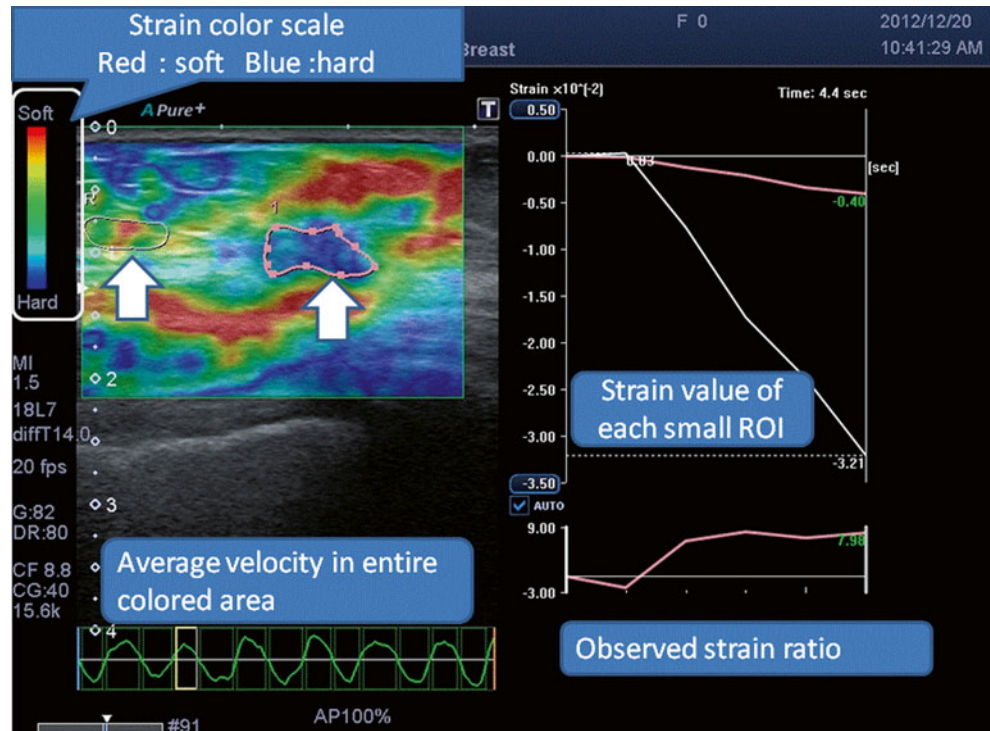 Strain color scale
Red : soft Blue :hard
Breast
F 0
2012/12/20
10:41:29 AM
Soft
Hard
APure+
T
0
R
1
1
2
3
4
MI
1.5
18L7
diffT14.0
20 fps
G:82
DR:80
CF 8.8
CG:40
15.6k
Average velocity in entire
colored area
#91
AP100%
Strain x10^(-2)
Time: 4.4 sec
0.50
0.00
0.03
[sec]
-0.40
-0.50
-1.00
-1.50
-2.00
-2.50
-3.00
-3.21
-3.50
AUTO
Strain value of
each small ROI
9.00
7.98
-3.00
Observed strain ratio